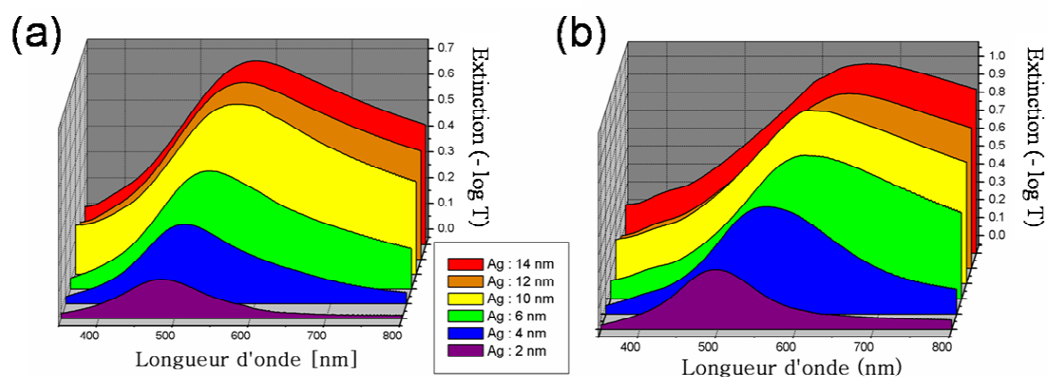 (a)
0.7
0.6
0.5
0.4
0.3
0.2
0.1
0.0
Extinction (- log T)
400 500 600 700 800
Longueur d'onde [nm]
Ag : 14 nm
Ag : 12 nm
Ag : 10 nm
Ag : 6 nm
Ag : 4 nm
Ag : 2 nm
(b)
1.0
0.9
0.8
0.7
0.6
0.5
0.4
0.3
0.2
0.1
0.0
Extinction (- log T)
400 500 600 700 800
Longueur d'onde (nm)